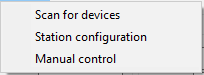 Scan for devices
Station configuration
Manual control